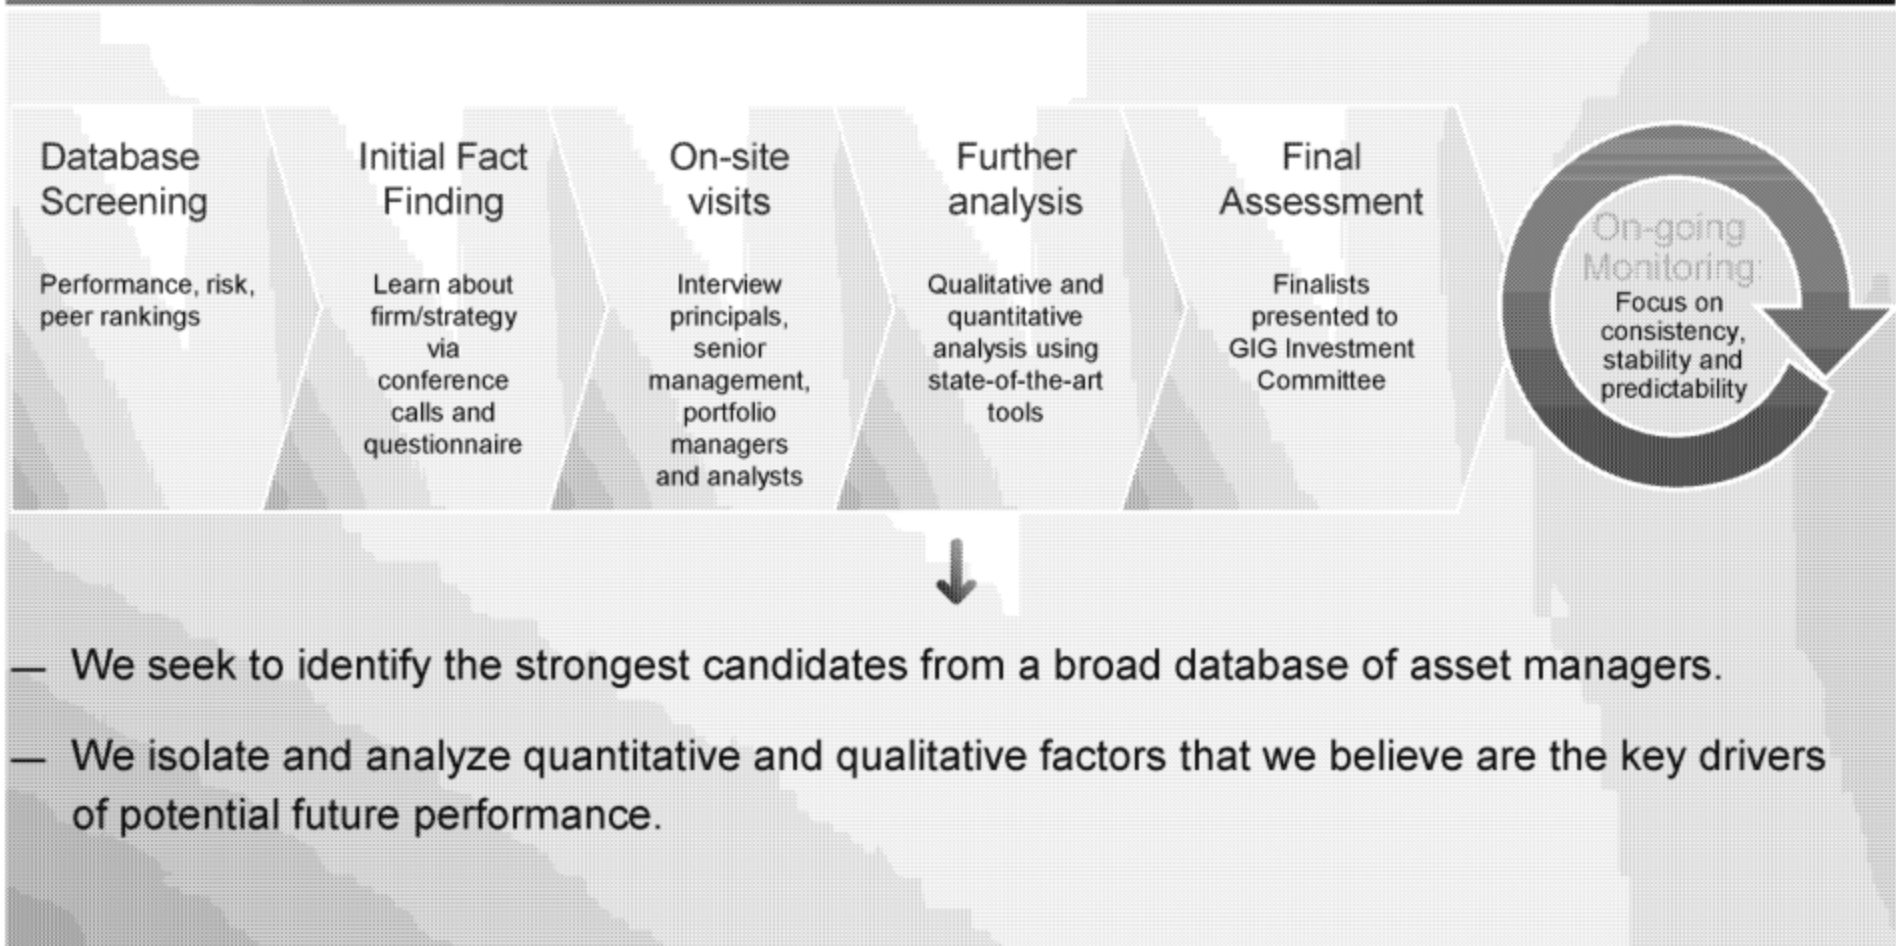 Database
Screening
Performance, risk,
peer rankings
Initial Fact
Finding
Learn about
firm/strategy
via
conference
calls and
questionnaire
On-site
visits
Interview
principals,
senior
management,
portfolio
managers
and analysts
Further
analysis
Qualitative and
quantitative
analysis using
state-of-the-art
tools
Final
Assessment
Finalists
presented to
GIG Investment
Committee
On-going
Monitoring:
Focus on
consistency,
stability and
predictability
— We seek to identify the strongest candidates from a broad database of asset managers.
— We isolate and analyze quantitative and qualitative factors that we believe are the key drivers
of potential future performance.